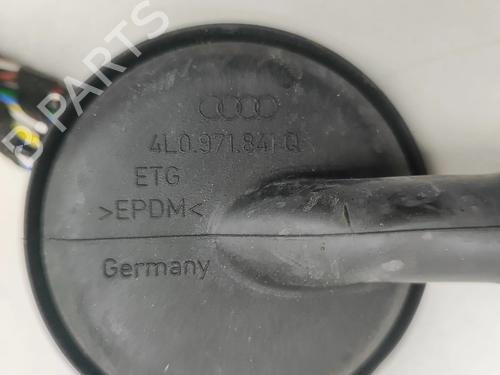 B-PARTS
4L0.971.841 Q
ETG
>EPDM<
Germany